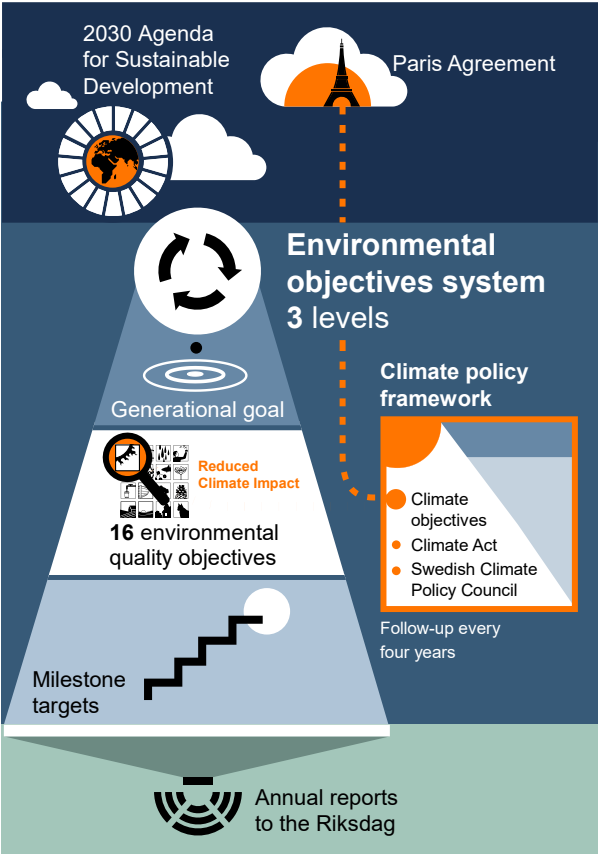 2030 Agenda
for Sustainable
Development
Paris Agreement
Environmental
objectives system
3 levels
Generational goal
Reduced
Climate Impact
16 environmental
quality objectives
Milestone
targets
Climate policy
framework
Climate
objectives
Climate Act
Swedish Climate
Policy Council
Follow-up every
four years
Annual reports
to the Riksdag